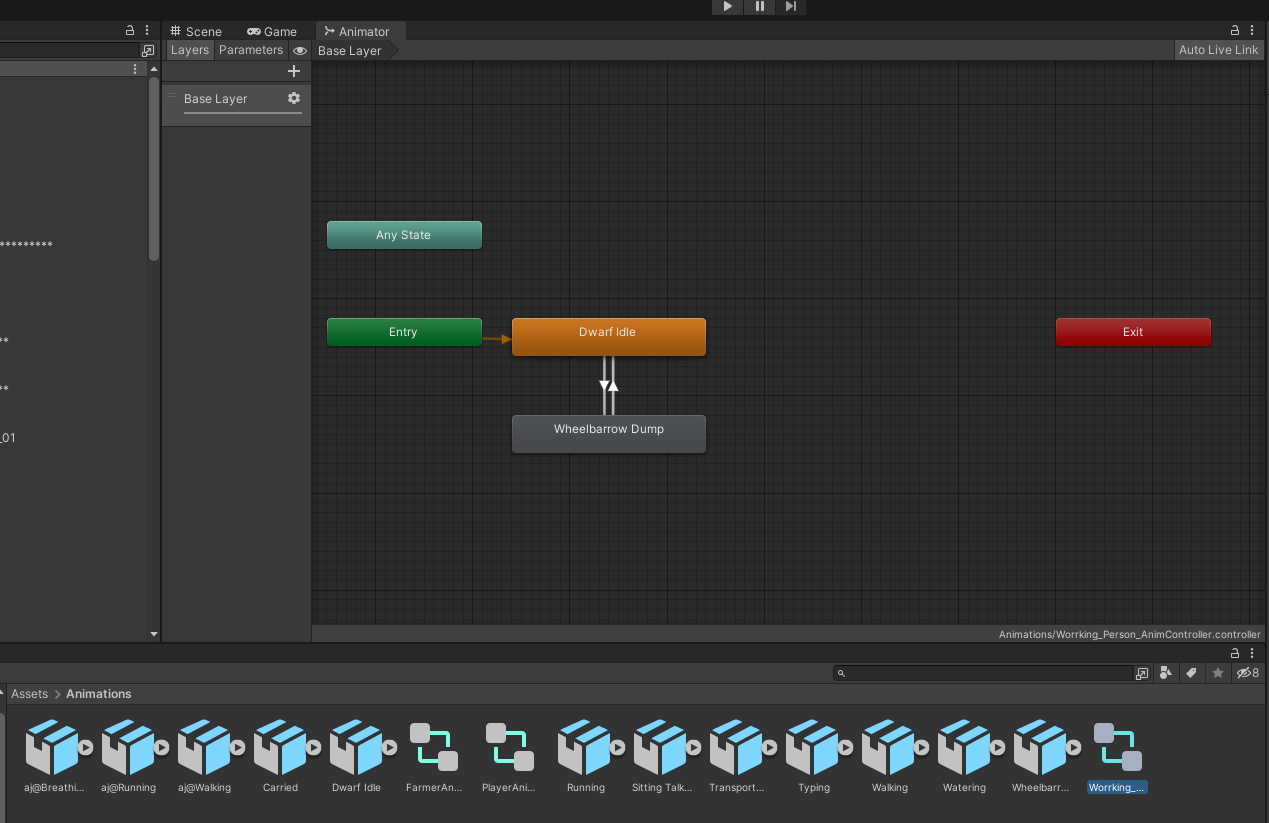 Scene Game Animator
Layers Parameters Base Layer Auto Live Link
Base Layer
*********
Any State
Entry Dwarf Idle Exit
**
**
_01
Wheelbarrow Dump
Animations/Worrking_Person_AnimController.controller
8
Assets > Animations
aj@Breathi... aj@Running aj@Walking Carried Dwarf Idle FarmerAn... PlayerAni... Running Sitting Talk... Transport... Typing Walking Watering Wheelbarr... Worrking_...